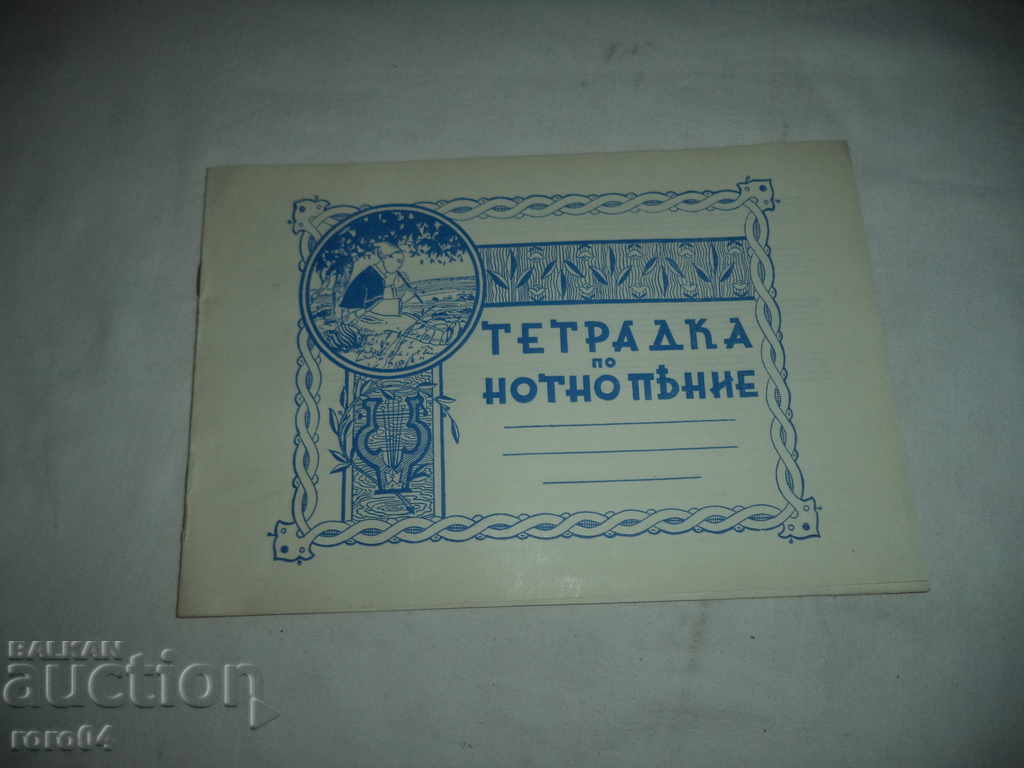 ТЕТРАДКА
по
НОТНО ПѢНИЕ
BALKAN
auction
roro04